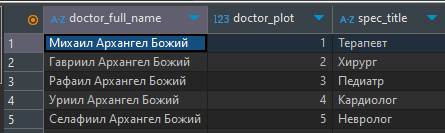 A-Z doctor_full_name 123 doctor_plot A-Z spec_title
1 Михаил Архангел Божий 1 Терапевт
2 Гавриил Архангел Божий 2 Хирург
3 Рафаил Архангел Божий 3 Педиатр
4 Уриил Архангел Божий 4 Кардиолог
5 Селафиил Архангел Божий 5 Невролог